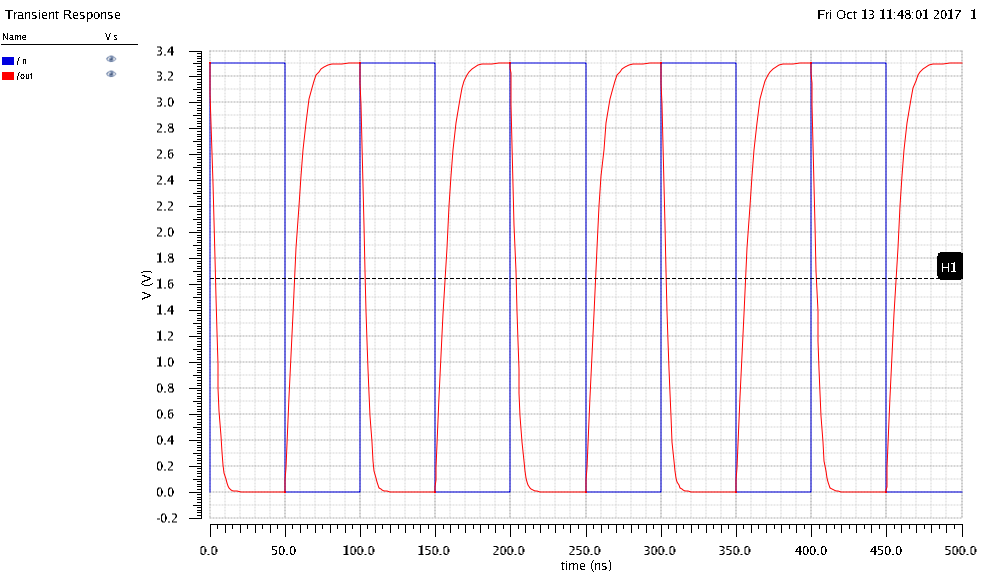 Transient Response
Fri Oct 13 11:48:01 2017 1
Name V s
/in
/out
3.4
3.2
3.0
2.8
2.6
2.4
2.2
2.0
1.8
1.6
1.4
1.2
1.0
0.8
0.6
0.4
0.2
0.0
-0.2
V (V)
H1
0.0 50.0 100.0 150.0 200.0 250.0 300.0 350.0 400.0 450.0 500.0
time (ns)